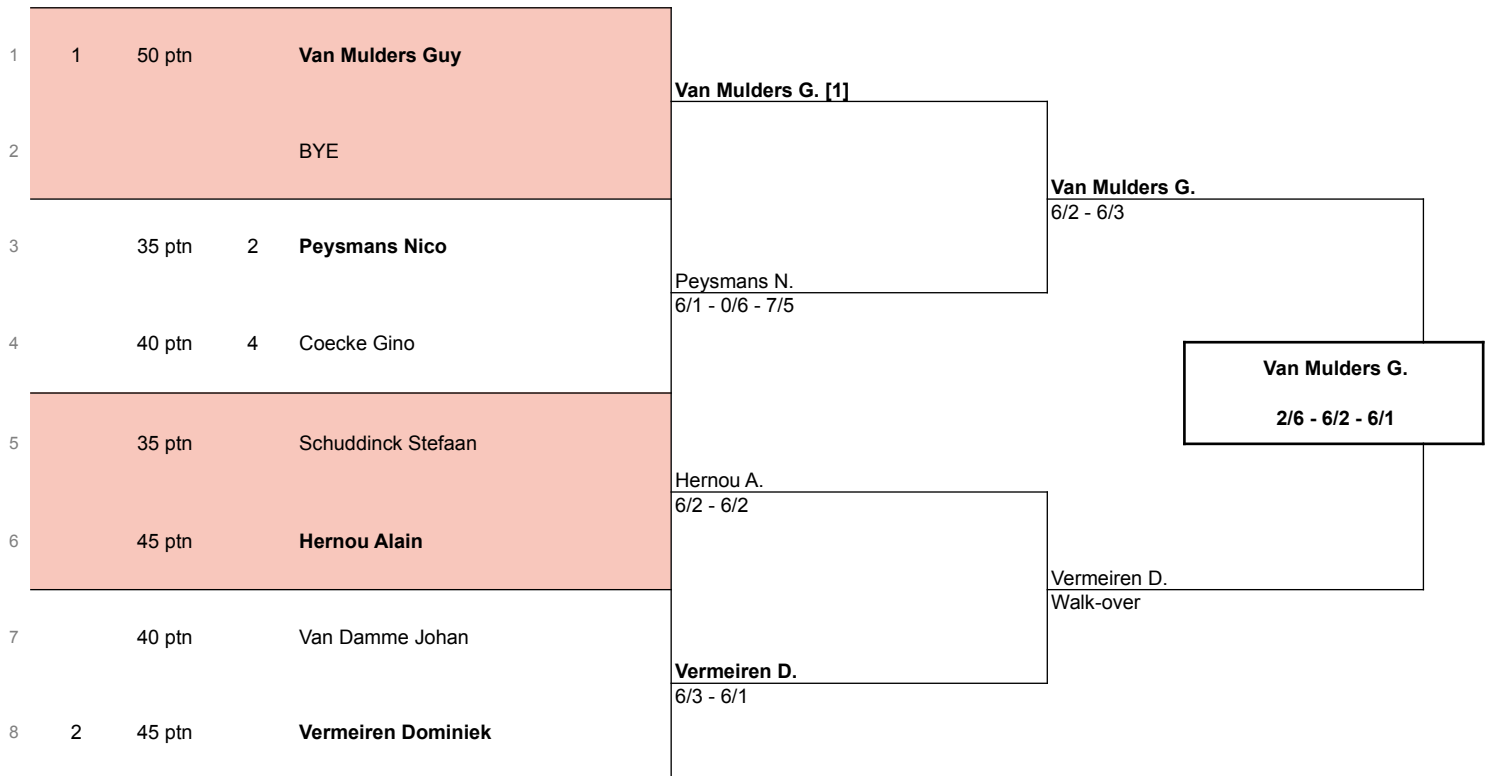 1 1 50 ptn Van Mulders Guy
Van Mulders G. [1]
2 BYE
Van Mulders G.
6/2 - 6/3
3 35 ptn 2 Peysmans Nico
Peysmans N.
6/1 - 0/6 - 7/5
4 40 ptn 4 Coecke Gino
Van Mulders G.
2/6 - 6/2 - 6/1
5 35 ptn Schuddinck Stefaan
Hernou A.
6/2 - 6/2
6 45 ptn Hernou Alain
Vermeiren D.
Walk-over
7 40 ptn Van Damme Johan
Vermeiren D.
6/3 - 6/1
8 2 45 ptn Vermeiren Dominiek